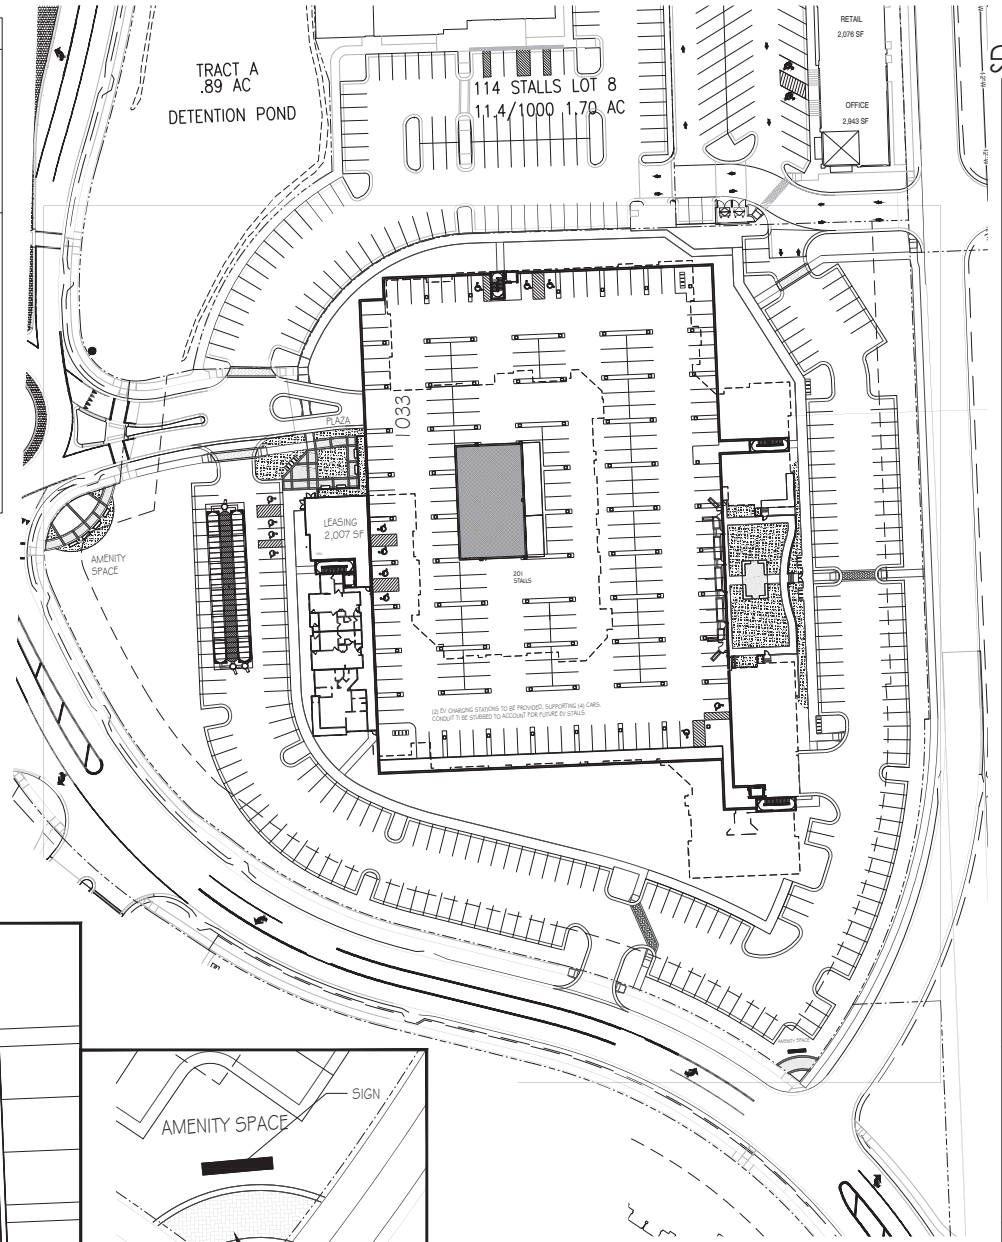 RETAIL
2,076 SF
TRACT A
.89 AC
DETENTION POND
114 STALLS LOT 8
11.4/1000 1.70 AC
OFFICE
2,943 SF
1033
PLAZA
LEASING
2,007 SF
AMENITY
SPACE
201
STALLS
(2) EV CHARGING STATIONS TO BE PROVIDED, SUPPORTING (4) CARS.
CONDUIT TI BE STUBBED TO ACCOUNT FOR FUTURE EV STALLS.
AMENITY SPACE
SIGN
AMENITY SPACE